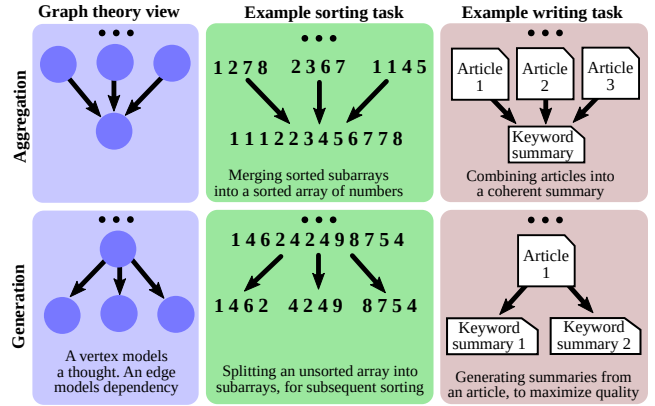 Graph theory view
Example sorting task
Example writing task
Aggregation
1 2 7 8
2 3 6 7
1 1 4 5
1 1 1 2 2 3 4 5 6 7 7 8
Merging sorted subarrays
into a sorted array of numbers
Article
1
Article
2
Article
3
Keyword
summary
Combining articles into
a coherent summary
Generation
A vertex models
a thought. An edge
models dependency
1 4 6 2 4 2 4 9 8 7 5 4
1 4 6 2
4 2 4 9
8 7 5 4
Splitting an unsorted array into
subarrays, for subsequent sorting
Article
1
Keyword
summary 1
Keyword
summary 2
Generating summaries from
an article, to maximize quality